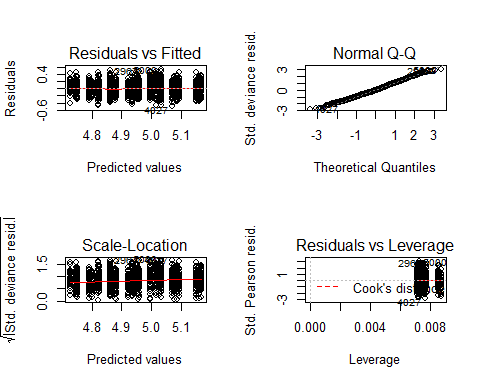 Residuals vs Fitted
Residuals
0.4
-0.6
4027
4.8 4.9 5.0 5.1
Predicted values
Normal Q-Q
Std. deviance resid.
3
0
-3
4027
-3 -1 1 2 3
Theoretical Quantiles
Scale-Location
√|Std. deviance resid.|
1.5
0.0
4.8 4.9 5.0 5.1
Predicted values
Residuals vs Leverage
Std. Pearson resid.
1
-3
Cook's distance
4027
0.000 0.004 0.008
Leverage